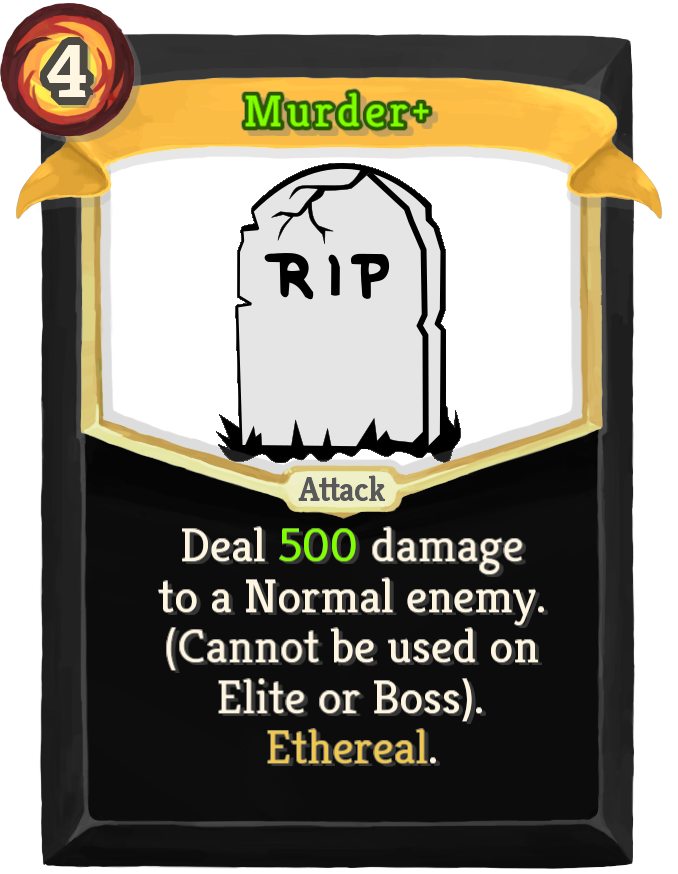 4
Murder+
RIP
Attack
Deal 500 damage
to a Normal enemy.
(Cannot be used on
Elite or Boss).
Ethereal.